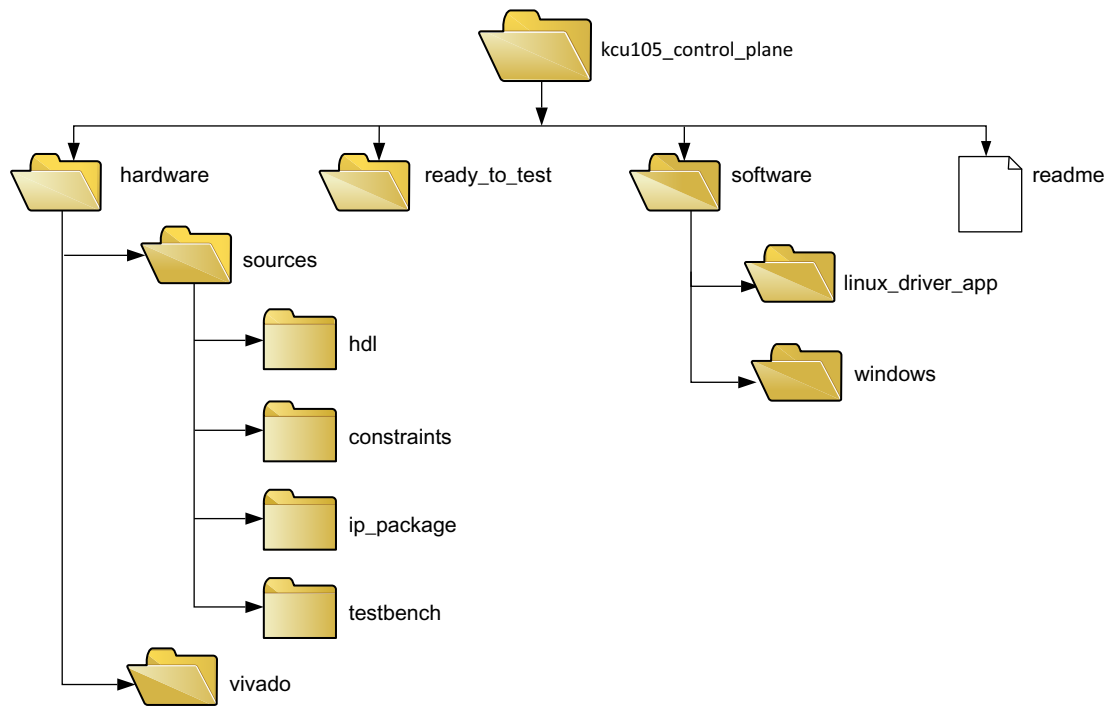 kcu105_control_plane
hardware
ready_to_test
software
readme
sources
linux_driver_app
hdl
windows
constraints
ip_package
testbench
vivado